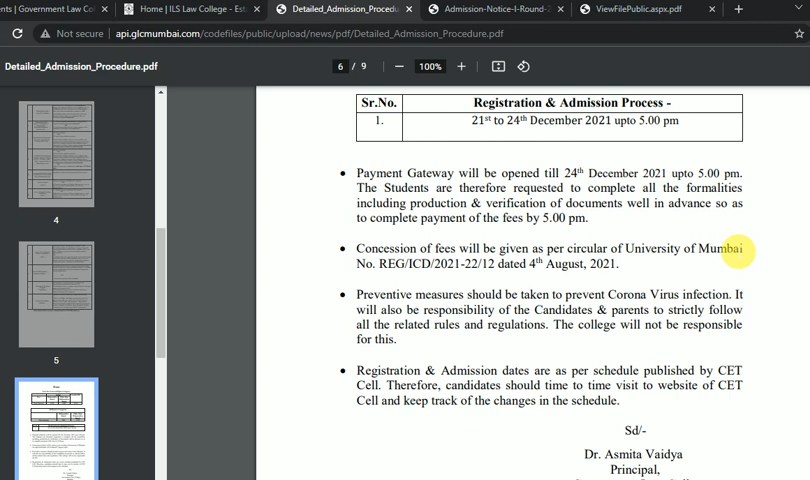 nts | Government Law Co
Home | ILS Law College - Esta
Detailed_Admission_Procedure
Admission-Notice-I-Round-2
ViewFilePublic.aspx.pdf
Not secure | api.glcmumbai.com/codefiles/public/upload/news/pdf/Detailed_Admission_Procedure.pdf
Detailed_Admission_Procedure.pdf
6 / 9
100%
4
5
Sr.No. Registration & Admission Process -
1. 21st to 24th December 2021 upto 5.00 pm
• Payment Gateway will be opened till 24th December 2021 upto 5.00 pm.
The Students are therefore requested to complete all the formalities
including production & verification of documents well in advance so as
to complete payment of the fees by 5.00 pm.
• Concession of fees will be given as per circular of University of Mumbai
No. REG/ICD/2021-22/12 dated 4th August, 2021.
• Preventive measures should be taken to prevent Corona Virus infection. It
will also be responsibility of the Candidates & parents to strictly follow
all the related rules and regulations. The college will not be responsible
for this.
• Registration & Admission dates are as per schedule published by CET
Cell. Therefore, candidates should time to time visit to website of CET
Cell and keep track of the changes in the schedule.
Sd/-
Dr. Asmita Vaidya
Principal,